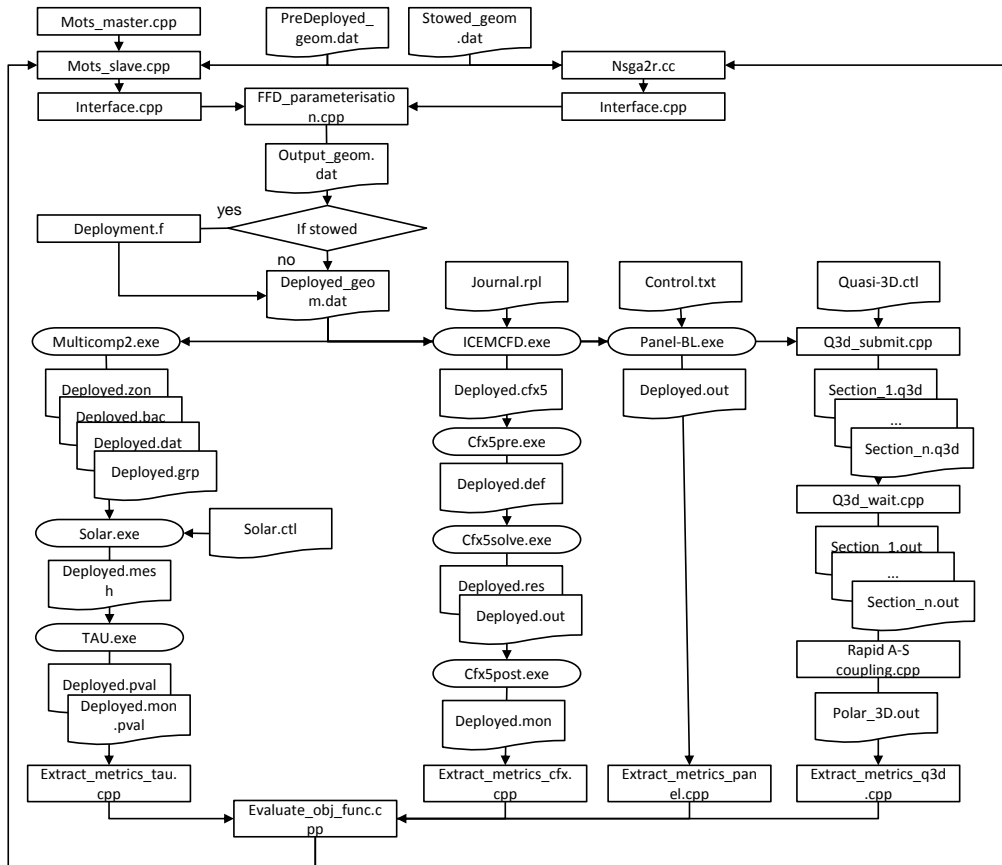 Mots_master.cpp
PreDeployed_
geom.dat
Stowed_geom
.dat
Mots_slave.cpp
Nsga2r.cc
Interface.cpp
FFD_parameterisatio
n.cpp
Interface.cpp
Output_geom.
dat
yes
If stowed
Deployment.f
no
Deployed_geo
m.dat
Journal.rpl
Control.txt
Quasi-3D.ctl
Multicomp2.exe
ICEMCFD.exe
Panel-BL.exe
Q3d_submit.cpp
Deployed.zon
Deployed.bac
Deployed.dat
Deployed.grp
Deployed.cfx5
Deployed.out
Section_1.q3d
...
Section_n.q3d
Cfx5pre.exe
Deployed.def
Q3d_wait.cpp
Solar.exe
Solar.ctl
Cfx5solve.exe
Section_1.out
...
Section_n.out
Deployed.mes
h
Deployed.res
Deployed.out
TAU.exe
Cfx5post.exe
Rapid A-S
coupling.cpp
Deployed.pval
Deployed.mon
.pval
Deployed.mon
Polar_3D.out
Extract_metrics_tau.
cpp
Extract_metrics_cfx.
cpp
Extract_metrics_pan
el.cpp
Extract_metrics_q3d
.cpp
Evaluate_obj_func.c
pp